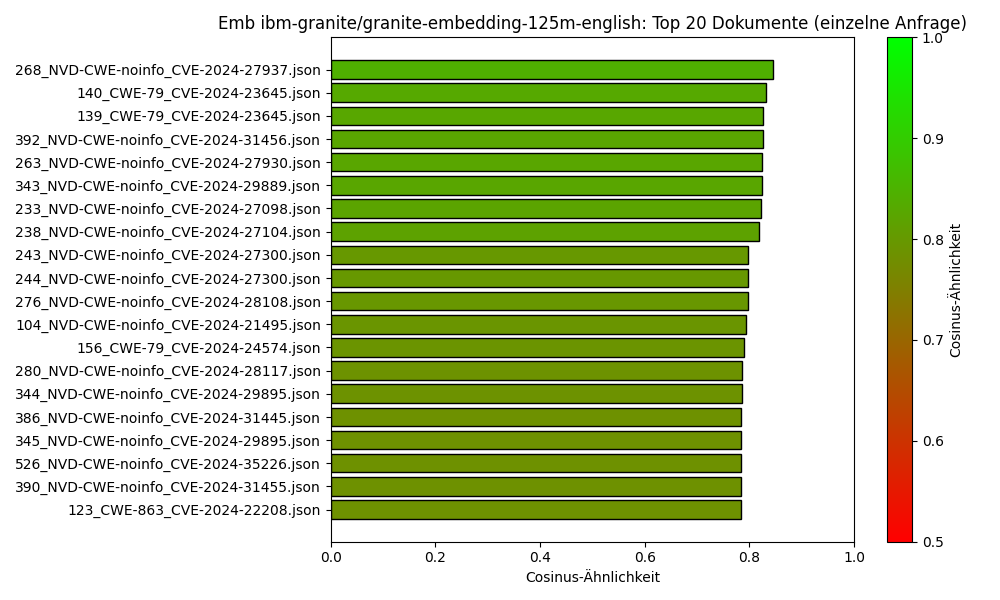 Emb ibm-granite/granite-embedding-125m-english: Top 20 Dokumente (einzelne Anfrage)
268_NVD-CWE-noinfo_CVE-2024-27937.json
140_CWE-79_CVE-2024-23645.json
139_CWE-79_CVE-2024-23645.json
392_NVD-CWE-noinfo_CVE-2024-31456.json
263_NVD-CWE-noinfo_CVE-2024-27930.json
343_NVD-CWE-noinfo_CVE-2024-29889.json
233_NVD-CWE-noinfo_CVE-2024-27098.json
238_NVD-CWE-noinfo_CVE-2024-27104.json
243_NVD-CWE-noinfo_CVE-2024-27300.json
244_NVD-CWE-noinfo_CVE-2024-27300.json
276_NVD-CWE-noinfo_CVE-2024-28108.json
104_NVD-CWE-noinfo_CVE-2024-21495.json
156_CWE-79_CVE-2024-24574.json
280_NVD-CWE-noinfo_CVE-2024-28117.json
344_NVD-CWE-noinfo_CVE-2024-29895.json
386_NVD-CWE-noinfo_CVE-2024-31445.json
345_NVD-CWE-noinfo_CVE-2024-29895.json
526_NVD-CWE-noinfo_CVE-2024-35226.json
390_NVD-CWE-noinfo_CVE-2024-31455.json
123_CWE-863_CVE-2024-22208.json
0.0 0.2 0.4 0.6 0.8 1.0
Cosinus-Ähnlichkeit
1.0
0.9
0.8
0.7
0.6
0.5
Cosinus-Ähnlichkeit